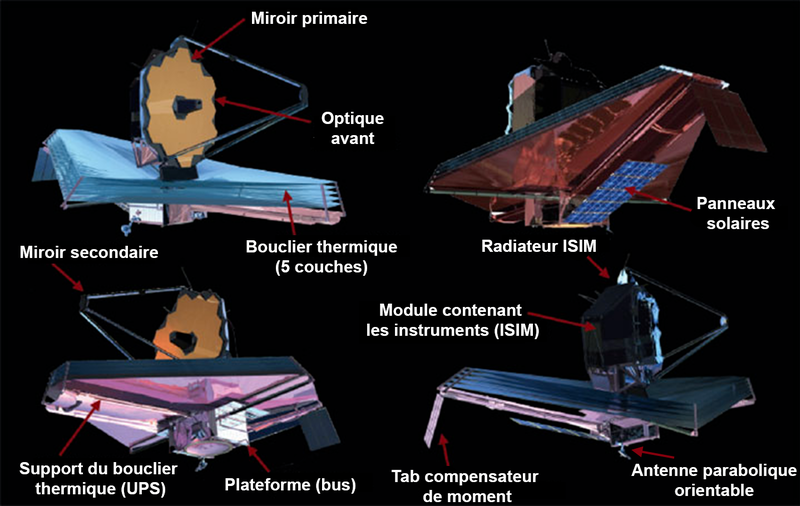 Miroir primaire
Optique
avant
Panneaux
solaires
Bouclier thermique
(5 couches)
Miroir secondaire
Radiateur ISIM
Module contenant
les instruments (ISIM)
Support du bouclier
thermique (UPS)
Plateforme (bus)
Tab compensateur
de moment
Antenne parabolique
orientable